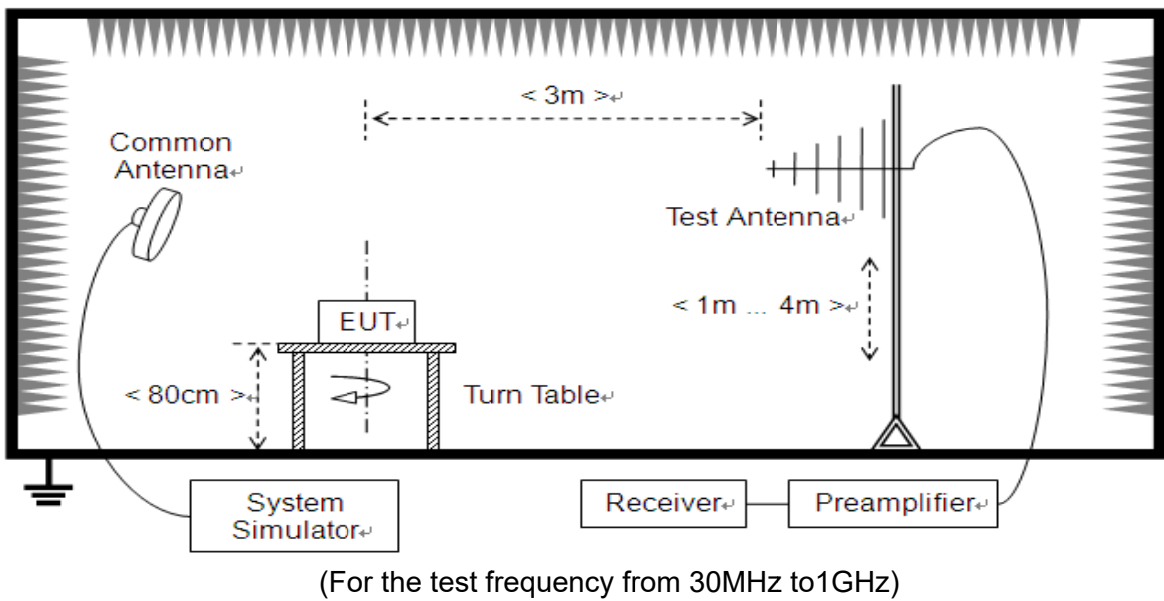 < 3m >↵
Common
Antenna↵
Test Antenna↵
< 1m ... 4m >↵
EUT↵
< 80cm >↵
Turn Table↵
System
Simulator↵
Receiver↵
Preamplifier↵
(For the test frequency from 30MHz to1GHz)